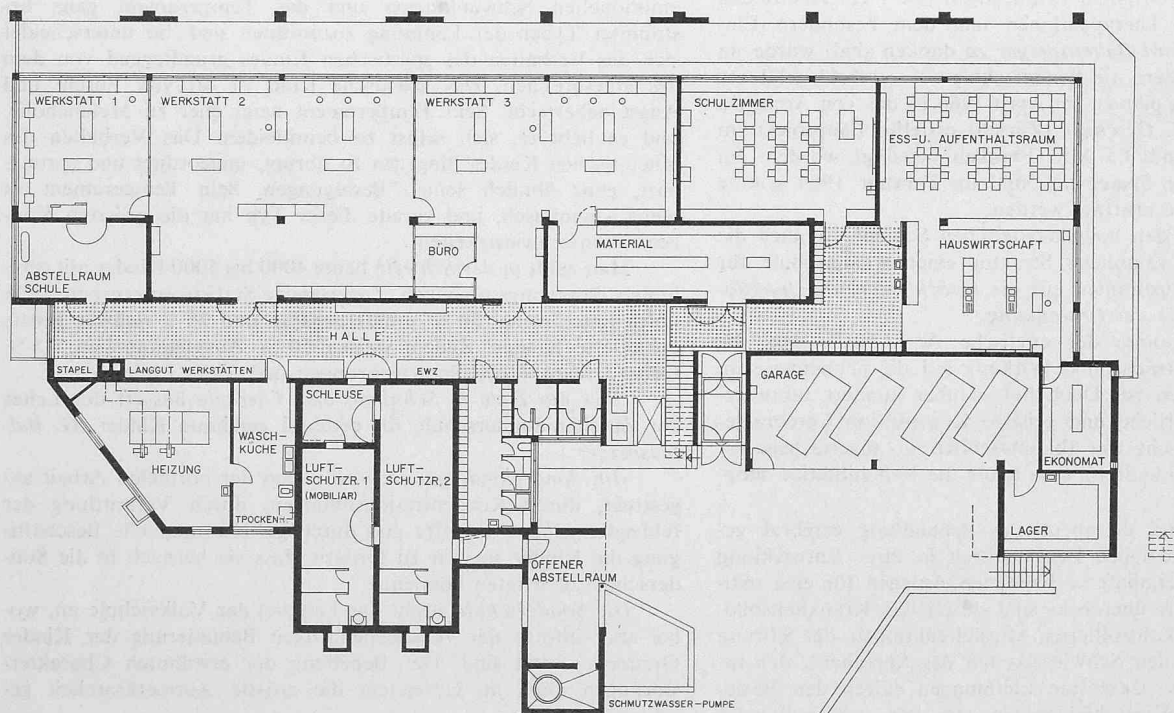 WERKSTATT 1
WERKSTATT 2
WERKSTATT 3
SCHULZIMMER
ESS-U. AUFENTHALTSRAUM
ABSTELLRAUM
SCHULE
BÜRO
MATERIAL
HAUSWIRTSCHAFT
HALLE
STAPEL
LANGGUT WERKSTÄTTEN
EWZ
GARAGE
SCHLEUSE
HEIZUNG
WASCH-
KÜCHE
LUFT-
SCHUTZR. 1
(MOBILIAR)
LUFT-
SCHUTZR. 2
TROCKENH.
EKONOMAT
LAGER
OFFENER
ABSTELLRAUM
SCHMUTZWASSER-PUMPE